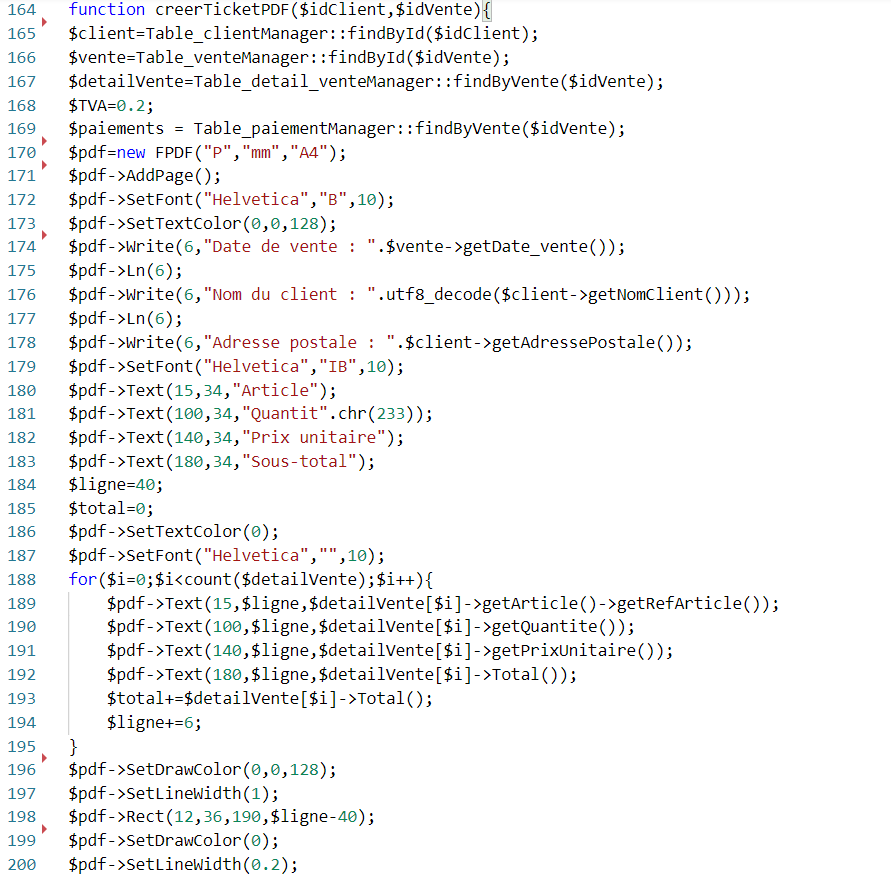 164 function creerTicketPDF($idClient,$idVente){
165 $client=Table_clientManager::findById($idClient);
166 $vente=Table_venteManager::findById($idVente);
167 $detailVente=Table_detail_venteManager::findByVente($idVente);
168 $TVA=0.2;
169 $paiements = Table_paiementManager::findByVente($idVente);
170 $pdf=new FPDF("P","mm","A4");
171 $pdf->AddPage();
172 $pdf->SetFont("Helvetica","B",10);
173 $pdf->SetTextColor(0,0,128);
174 $pdf->Write(6,"Date de vente : ".$vente->getDate_vente());
175 $pdf->Ln(6);
176 $pdf->Write(6,"Nom du client : ".utf8_decode($client->getNomClient()));
177 $pdf->Ln(6);
178 $pdf->Write(6,"Adresse postale : ".$client->getAdressePostale());
179 $pdf->SetFont("Helvetica","IB",10);
180 $pdf->Text(15,34,"Article");
181 $pdf->Text(100,34,"Quantit".chr(233));
182 $pdf->Text(140,34,"Prix unitaire");
183 $pdf->Text(180,34,"Sous-total");
184 $ligne=40;
185 $total=0;
186 $pdf->SetTextColor(0);
187 $pdf->SetFont("Helvetica","",10);
188 for($i=0;$i<count($detailVente);$i++){
189 $pdf->Text(15,$ligne,$detailVente[$i]->getArticle()->getRefArticle());
190 $pdf->Text(100,$ligne,$detailVente[$i]->getQuantite());
191 $pdf->Text(140,$ligne,$detailVente[$i]->getPrixUnitaire());
192 $pdf->Text(180,$ligne,$detailVente[$i]->Total());
193 $total+=$detailVente[$i]->Total();
194 $ligne+=6;
195 }
196 $pdf->SetDrawColor(0,0,128);
197 $pdf->SetLineWidth(1);
198 $pdf->Rect(12,36,190,$ligne-40);
199 $pdf->SetDrawColor(0);
200 $pdf->SetLineWidth(0.2);